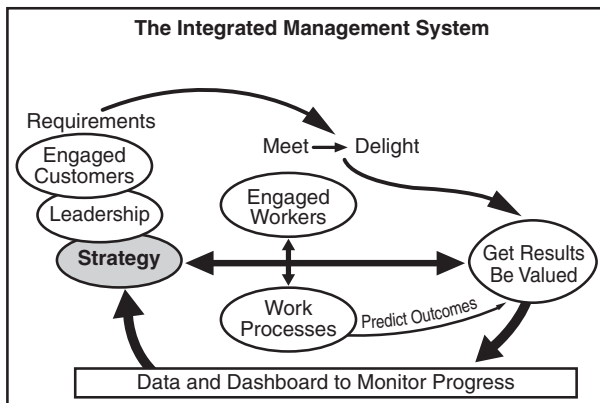 The Integrated Management System
Requirements
Engaged
Customers
Leadership
Strategy
Meet
Delight
Engaged
Workers
Work
Processes
Predict Outcomes
Get Results
Be Valued
Data and Dashboard to Monitor Progress